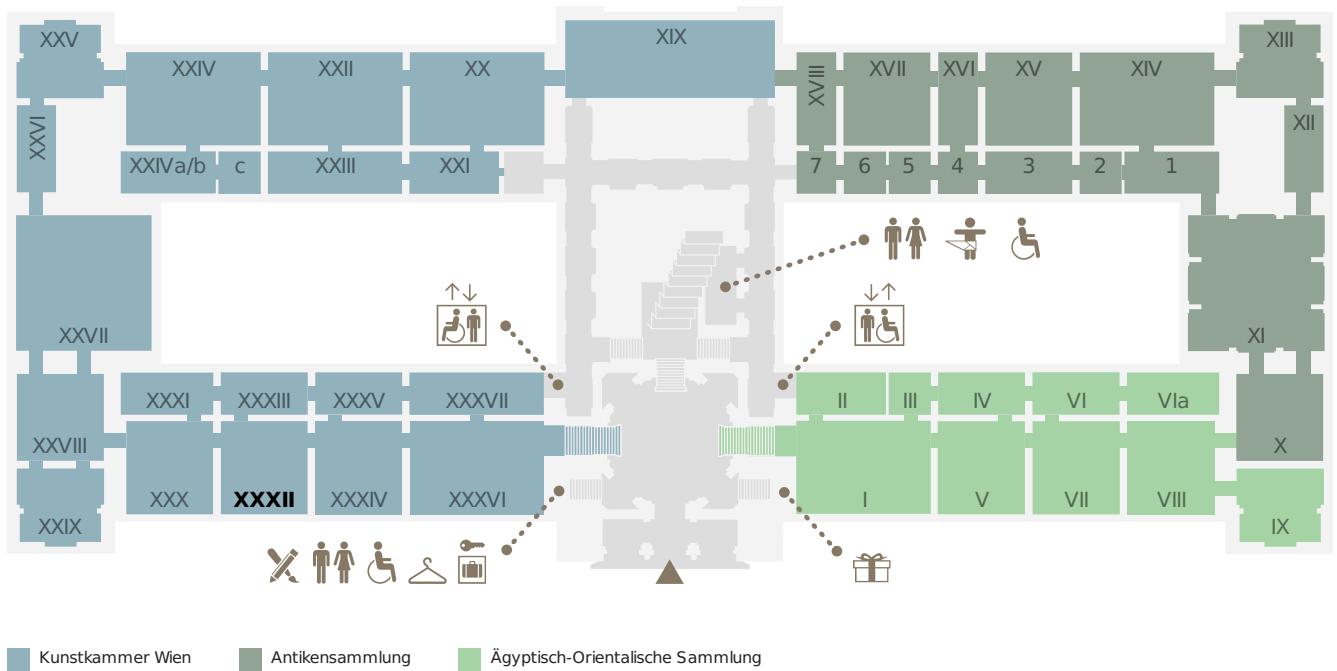 XXV
XIX
XIII
XXIV
XXII
XX
XVIII
XVII
XVI
XV
XIV
XXVI
XII
XXIVa/b
c
XXIII
XXI
7
6
5
4
3
2
1
XXVII
XI
XXXI
XXXIII
XXXV
XXXVII
II
III
IV
VI
VIa
XXVIII
X
XXX
XXXII
XXXIV
XXXVI
I
V
VII
VIII
XXIX
IX
Kunstkammer Wien
Antikensammlung
Ägyptisch-Orientalische Sammlung